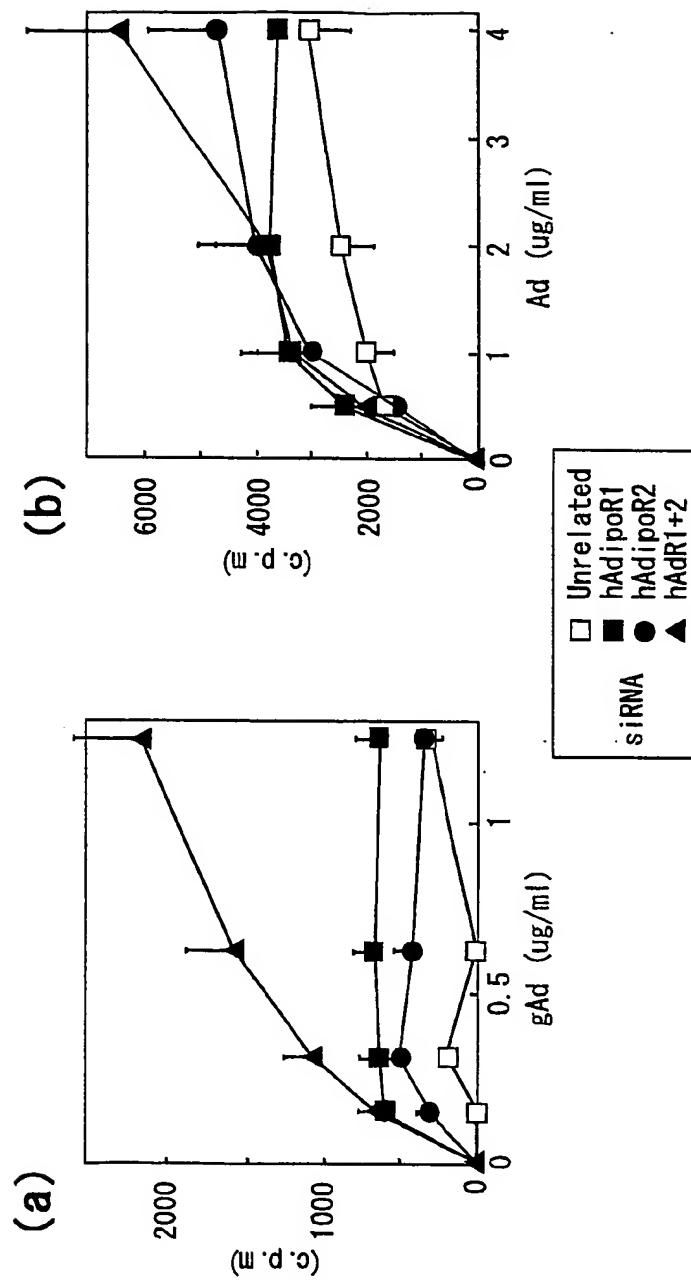 (a)
(c.p.m)
2000
1000
0
0
0.5
1
gAd (ug/ml)
(b)
(c.p.m)
6000
4000
2000
0
0
1
2
3
4
Ad (ug/ml)
siRNA
Unrelated
hAdipoR1
hAdipoR2
hAdR1+2